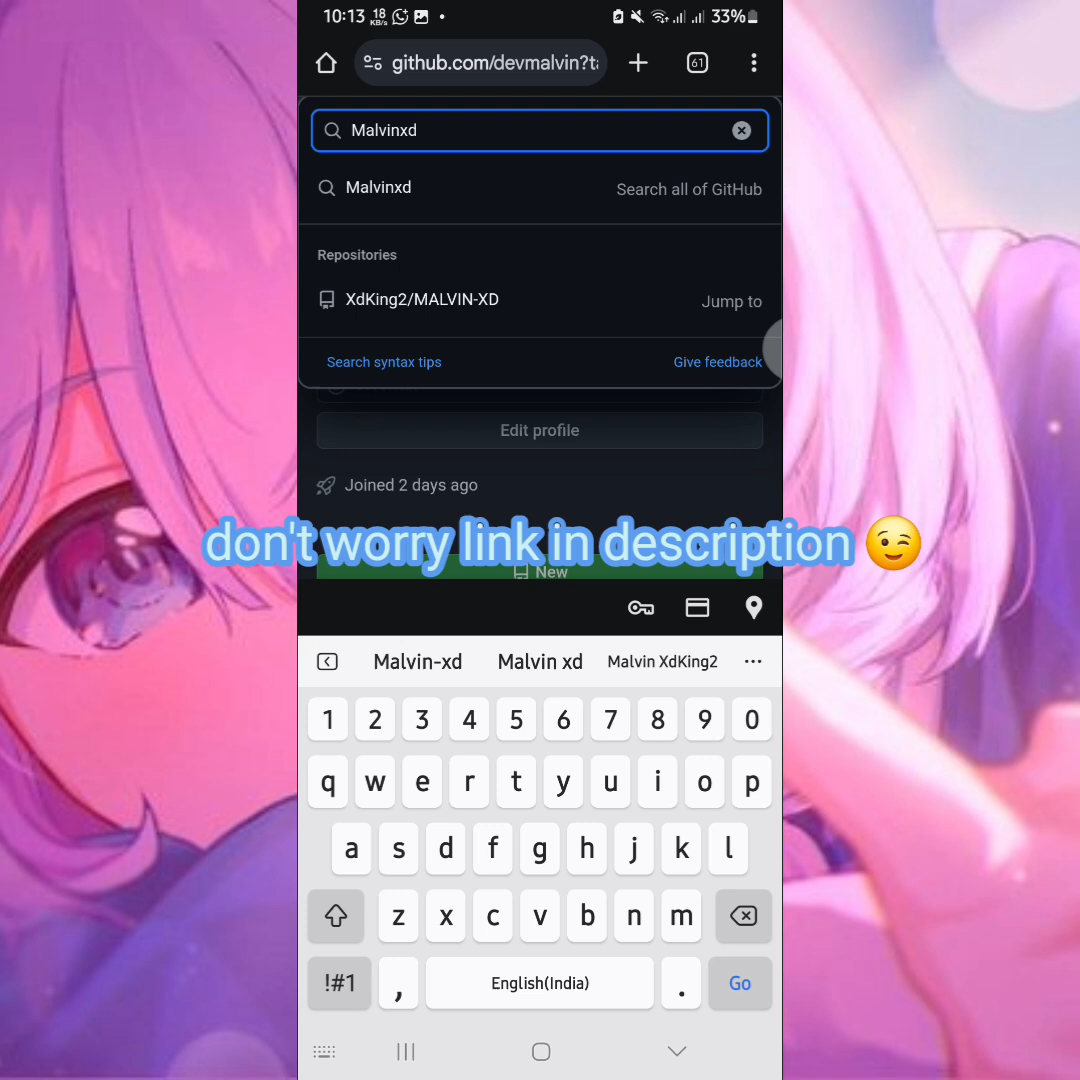 10:13 18 KB/s 33%
github.com/devmalvin?t
61
Malvinxd
Malvinxd Search all of GitHub
Repositories
XdKing2/MALVIN-XD Jump to
Search syntax tips Give feedback
Edit profile
Joined 2 days ago
don't worry link in description 😉
New
Malvin-xd Malvin xd Malvin XdKing2 ...
1 2 3 4 5 6 7 8 9 0
q w e r t y u i o p
a s d f g h j k l
z x c v b n m
!#1 , English(India) . Go